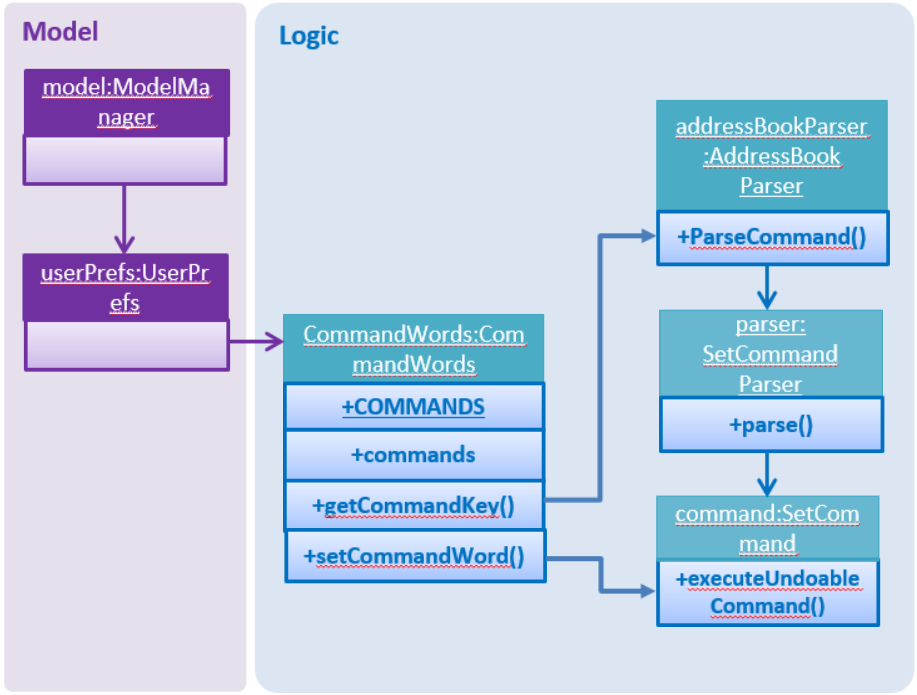 Model
model:ModelMa
nager
userPrefs:UserPr
efs
Logic
CommandWords:Com
mandWords
+COMMANDS
+commands
+getCommandKey()
+setCommandWord()
addressBookParser
:AddressBook
Parser
+ParseCommand()
parser:
SetCommand
Parser
+parse()
command:SetCom
mand
+executeUndoable
Command()